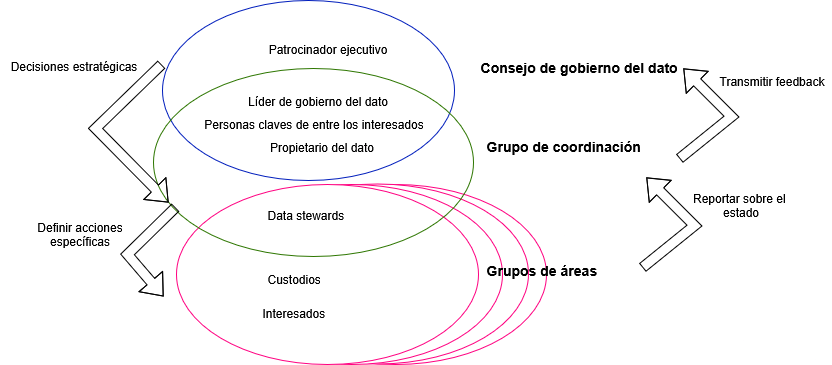 Patrocinador ejecutivo
Decisiones estratégicas
Consejo de gobierno del dato
Transmitir feedback
Líder de gobierno del dato
Personas claves de entre los interesados
Propietario del dato
Grupo de coordinación
Reportar sobre el
estado
Data stewards
Definir acciones
específicas
Grupos de áreas
Custodios
Interesados